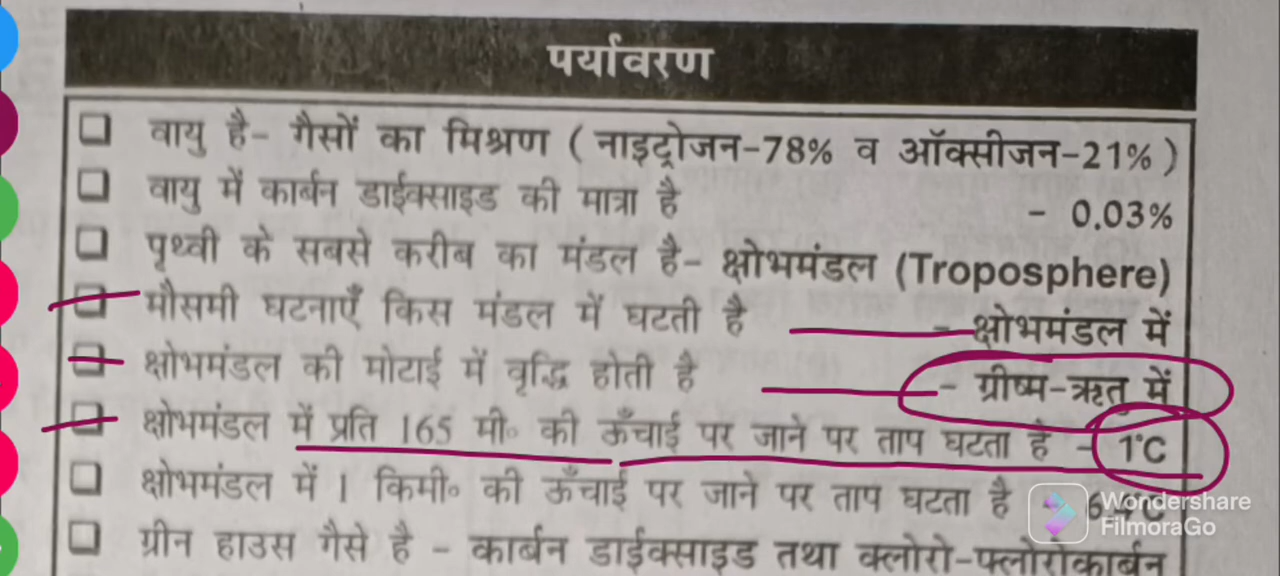 पर्यावरण
वायु है- गैसों का मिश्रण ( नाइट्रोजन-78% व ऑक्सीजन-21% )
वायु में कार्बन डाईक्साइड की मात्रा है - 0.03%
पृथ्वी के सबसे करीब का मंडल है- क्षोभमंडल (Troposphere)
मौसमी घटनाएँ किस मंडल में घटती है - क्षोभमंडल में
क्षोभमंडल की मोटाई में वृद्धि होती है - ग्रीष्म-ऋतु में
क्षोभमंडल में प्रति 165 मी॰ की ऊँचाई पर जाने पर ताप घटता है - 1°C
क्षोभमंडल में 1 किमी॰ की ऊँचाई पर जाने पर ताप घटता है
Wondershare
FilmoraGo
ग्रीन हाउस गैसे है - कार्बन डाईक्साइड तथा क्लोरो-फ्लोरोकार्बन